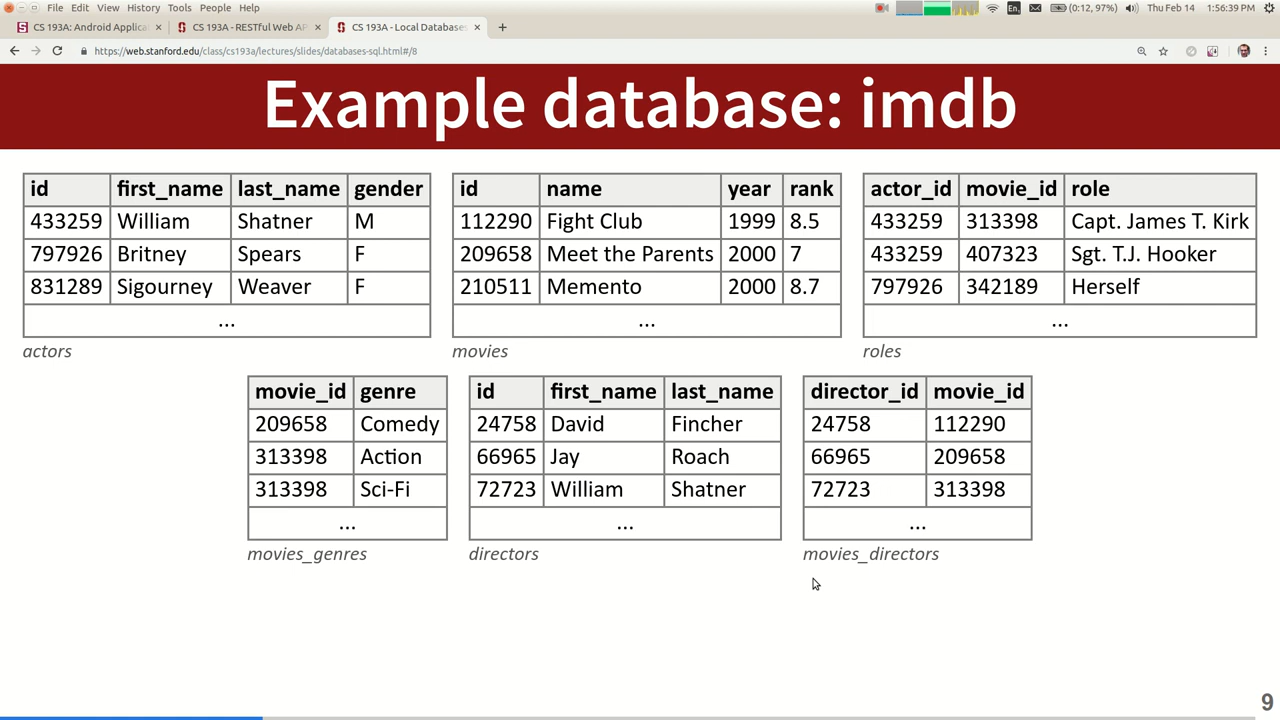 File Edit View History Tools People Help
En
(0:12, 97%)
Thu Feb 14
1:56:39 PM
CS 193A: Android Applica
CS 193A - RESTful Web AP
CS 193A - Local Databases
https://web.stanford.edu/class/cs193a/lectures/slides/databases-sql.html#/8
Example database: imdb
id first_name last_name gender
433259 William Shatner M
797926 Britney Spears F
831289 Sigourney Weaver F
...
actors
id name year rank
112290 Fight Club 1999 8.5
209658 Meet the Parents 2000 7
210511 Memento 2000 8.7
...
movies
actor_id movie_id role
433259 313398 Capt. James T. Kirk
433259 407323 Sgt. T.J. Hooker
797926 342189 Herself
...
roles
movie_id genre
209658 Comedy
313398 Action
313398 Sci-Fi
...
movies_genres
id first_name last_name
24758 David Fincher
66965 Jay Roach
72723 William Shatner
...
directors
director_id movie_id
24758 112290
66965 209658
72723 313398
...
movies_directors
9